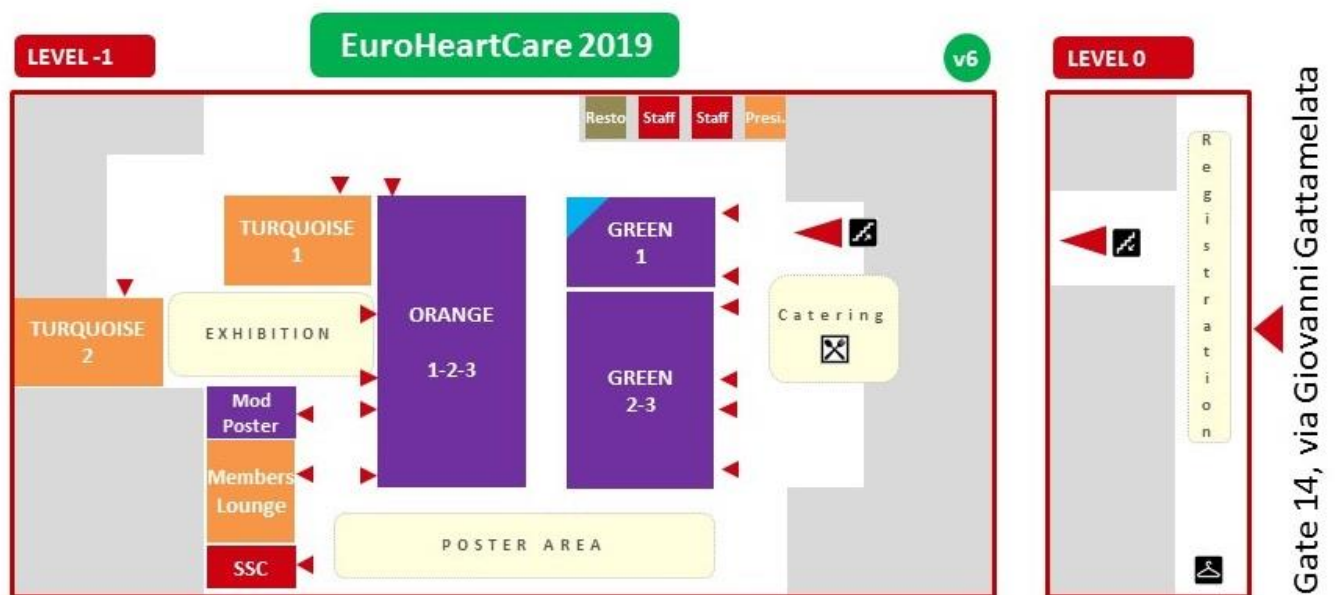 LEVEL -1
EuroHeartCare 2019
v6
LEVEL 0
Resto
Staff
Staff
Presi.
TURQUOISE
1
ORANGE
1-2-3
GREEN
1
TURQUOISE
2
EXHIBITION
GREEN
2-3
Catering
Mod
Poster
Members
Lounge
SSC
POSTER AREA
Registration
Gate 14, via Giovanni Gattamelata